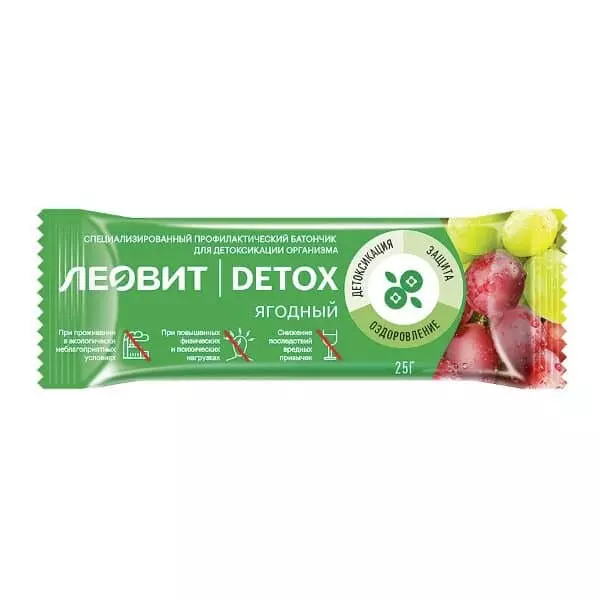 СПЕЦИАЛИЗИРОВАННЫЙ ПРОФИЛАКТИЧЕСКИЙ БАТОНЧИК
ДЛЯ ДЕТОКСИКАЦИИ ОРГАНИЗМА
ЛЕОВИТ | DETOX
ЯГОДНЫЙ
ДЕТОКСИКАЦИЯ
ЗАЩИТА
ОЗДОРОВЛЕНИЕ
При проживании
в экологически
неблагоприятных
условиях
При повышенных
физических
и психических
нагрузках
Снижение
последствий
вредных
привычек
25Г